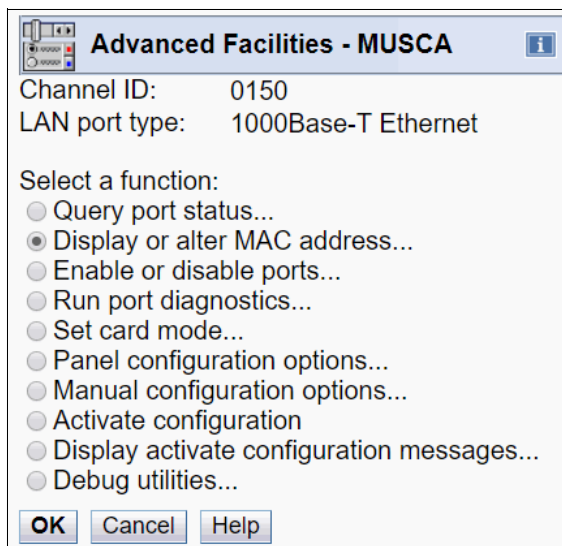 Advanced Facilities - MUSCA
Channel ID: 0150
LAN port type: 1000Base-T Ethernet
Select a function:
Query port status...
Display or alter MAC address...
Enable or disable ports...
Run port diagnostics...
Set card mode...
Panel configuration options...
Manual configuration options...
Activate configuration
Display activate configuration messages...
Debug utilities...
OK Cancel Help